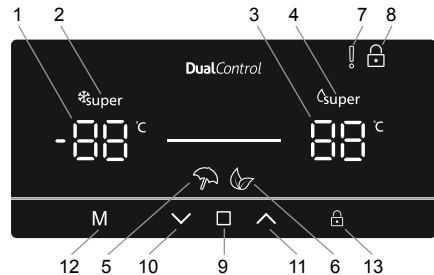 1 2 3 4 7 8
DualControl
super super
-88 °C 88 °C
M
12 5 10 9 11 6 13